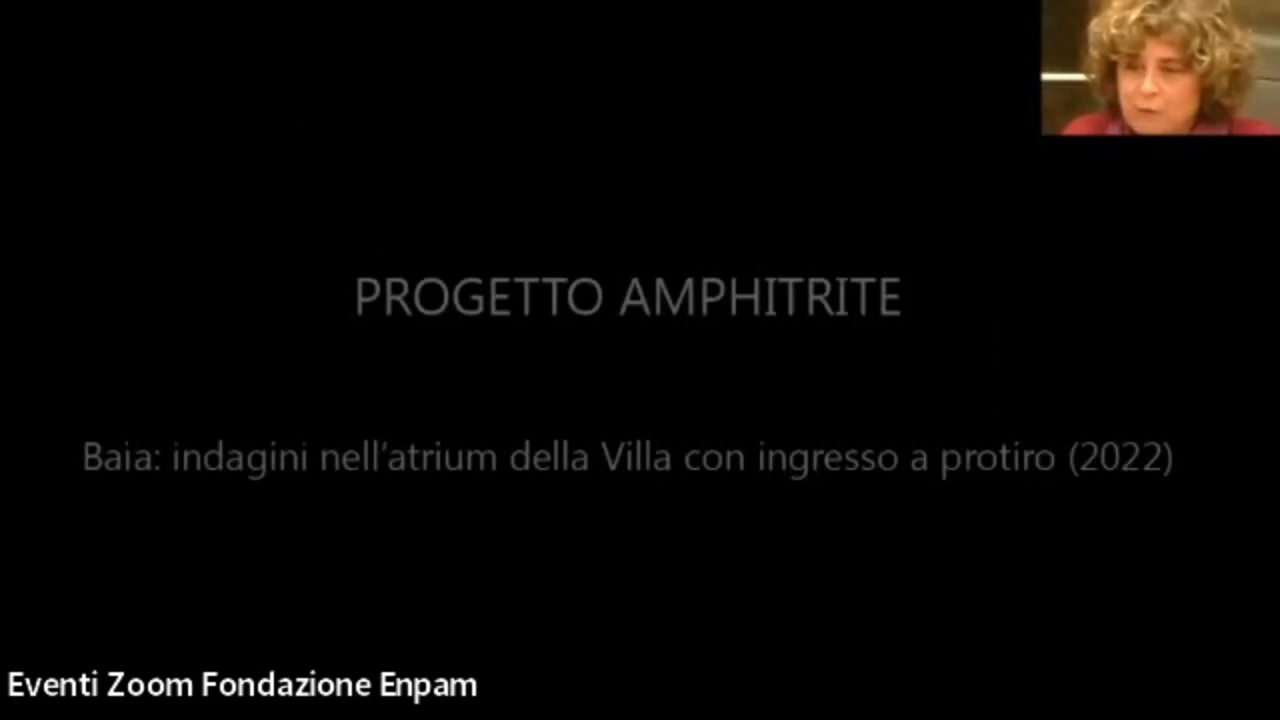 PROGETTO AMPHITRITE
Baia: indagini nell'atrium della Villa con ingresso a protiro (2022)
Eventi Zoom Fondazione Enpam